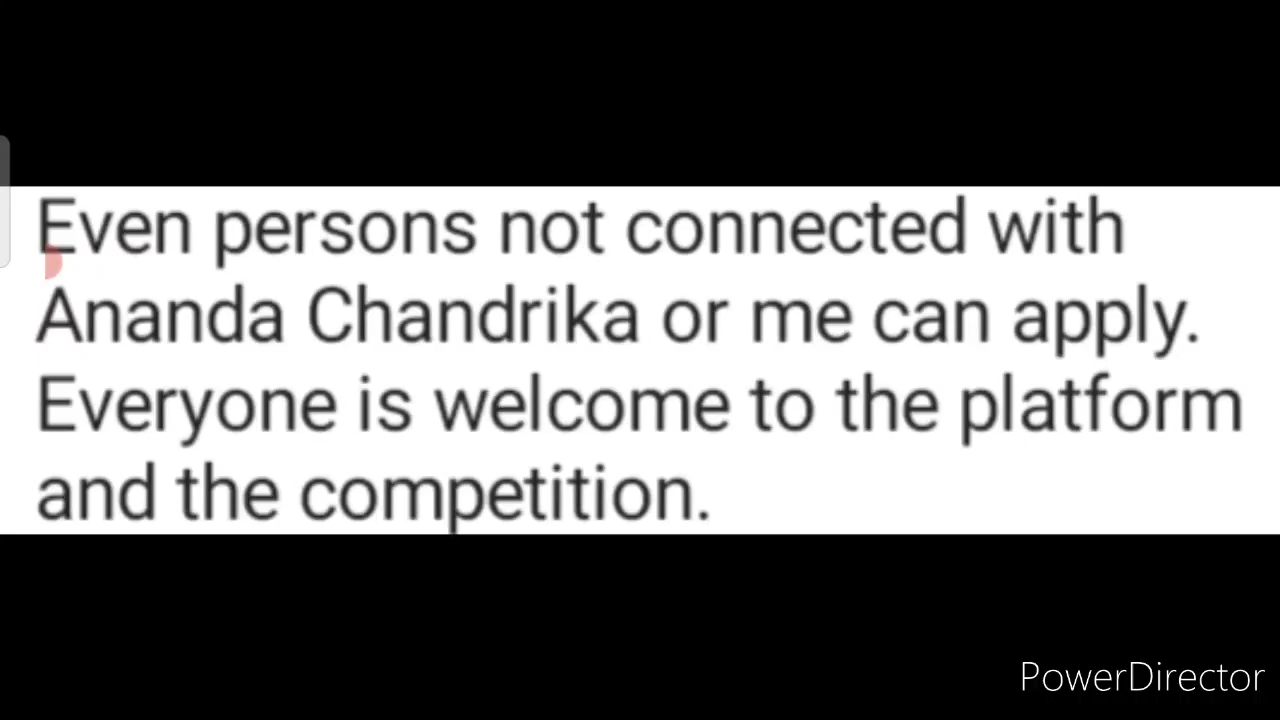 Even persons not connected with
Ananda Chandrika or me can apply.
Everyone is welcome to the platform
and the competition.
PowerDirector